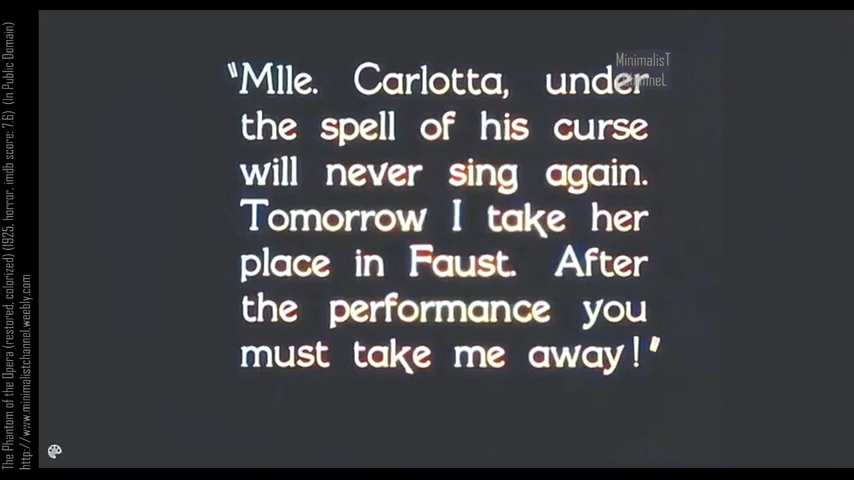 "Mlle. Carlotta, under
the spell of his curse
will never sing again.
Tomorrow I take her
place in Faust. After
the performance you
must take me away!"
MinimalisT
ChanneL
The Phantom of the Opera (restored, colorized) (1925, horror, imdb score: 7.6) (In Public Domain)
http://www.minimalistchannel.weebly.com